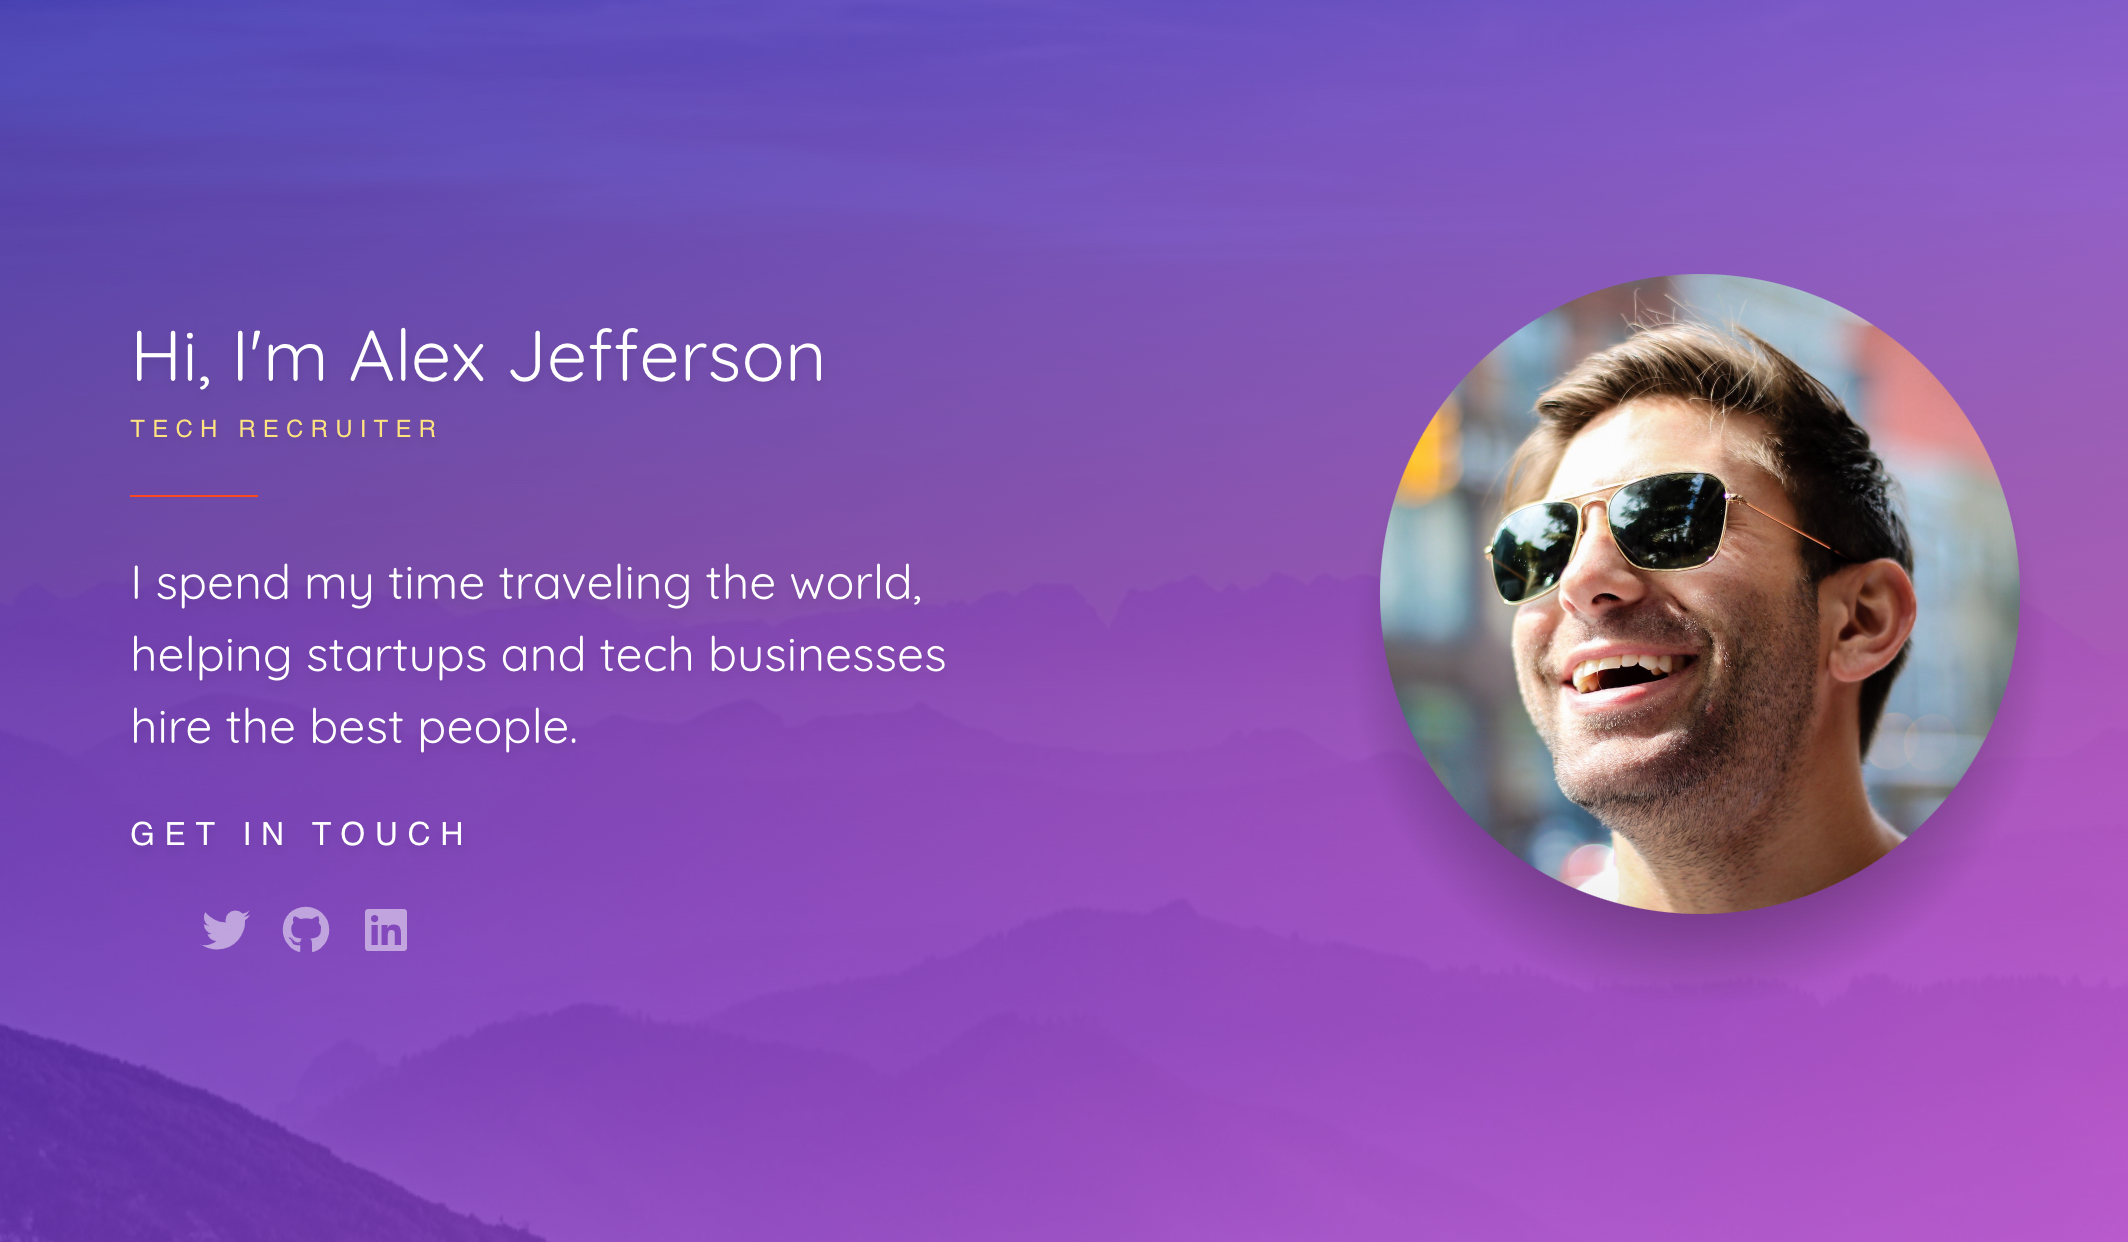 Hi, I'm Alex Jefferson
TECH RECRUITER
I spend my time traveling the world,
helping startups and tech businesses
hire the best people.
GET IN TOUCH
in